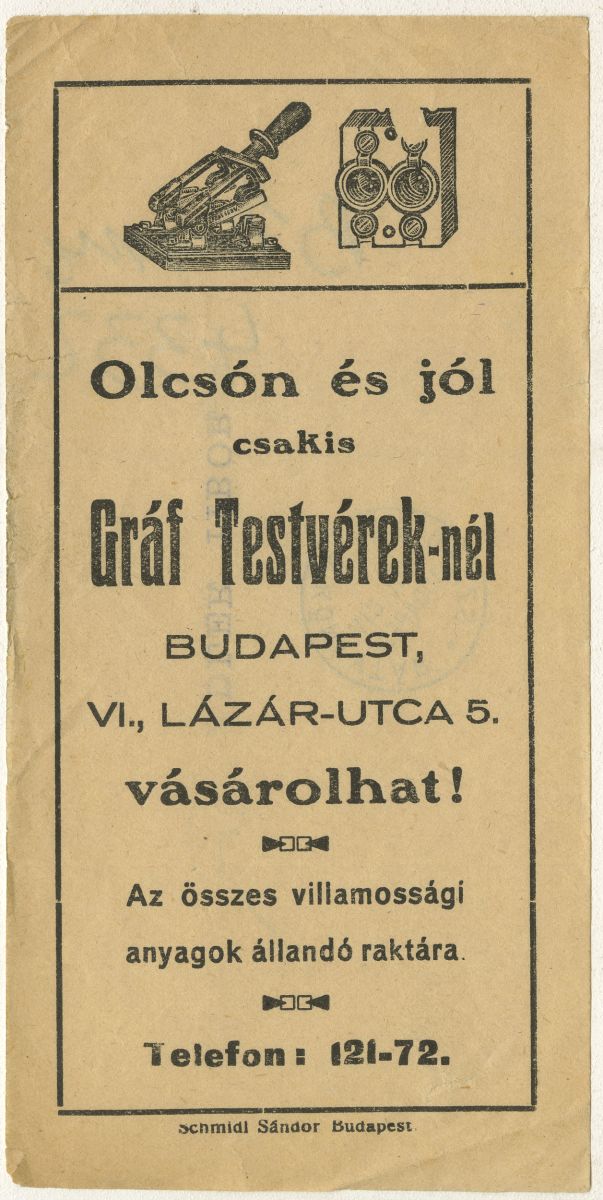 Olcsón és jól
csakis
Gráf Testvérek-nél
BUDAPEST,
VI., LÁZÁR-UTCA 5.
vásárolhat!
Az összes villamossági
anyagok állandó raktára.
Telefon: 121-72.
Schmidl Sándor Budapest.